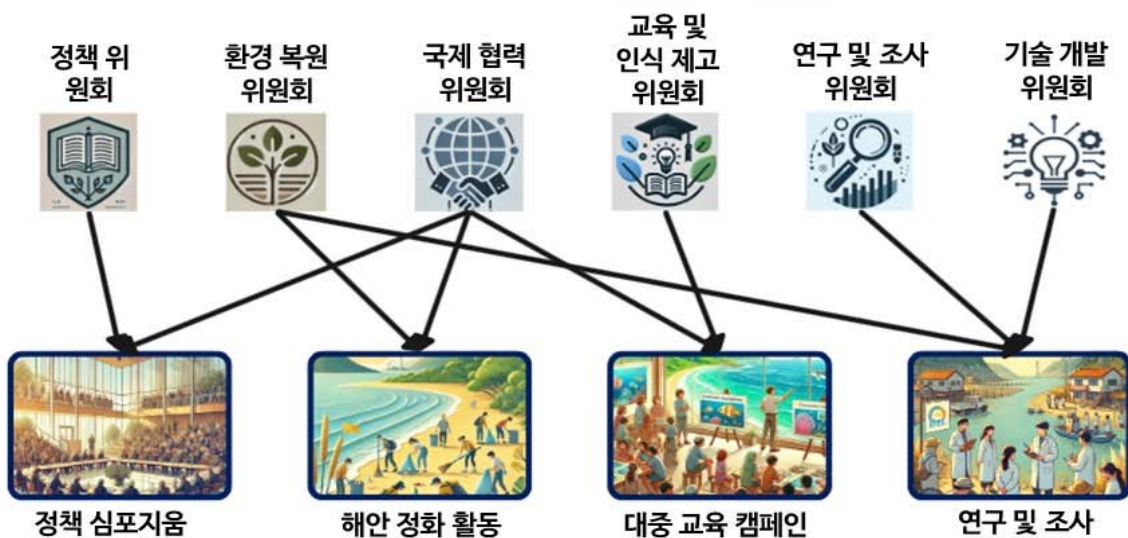 정책 위
원회
환경 복원
위원회
국제 협력
위원회
교육 및
인식 제고
위원회
연구 및 조사
위원회
기술 개발
위원회
정책 심포지움
해안 정화 활동
대중 교육 캠페인
연구 및 조사